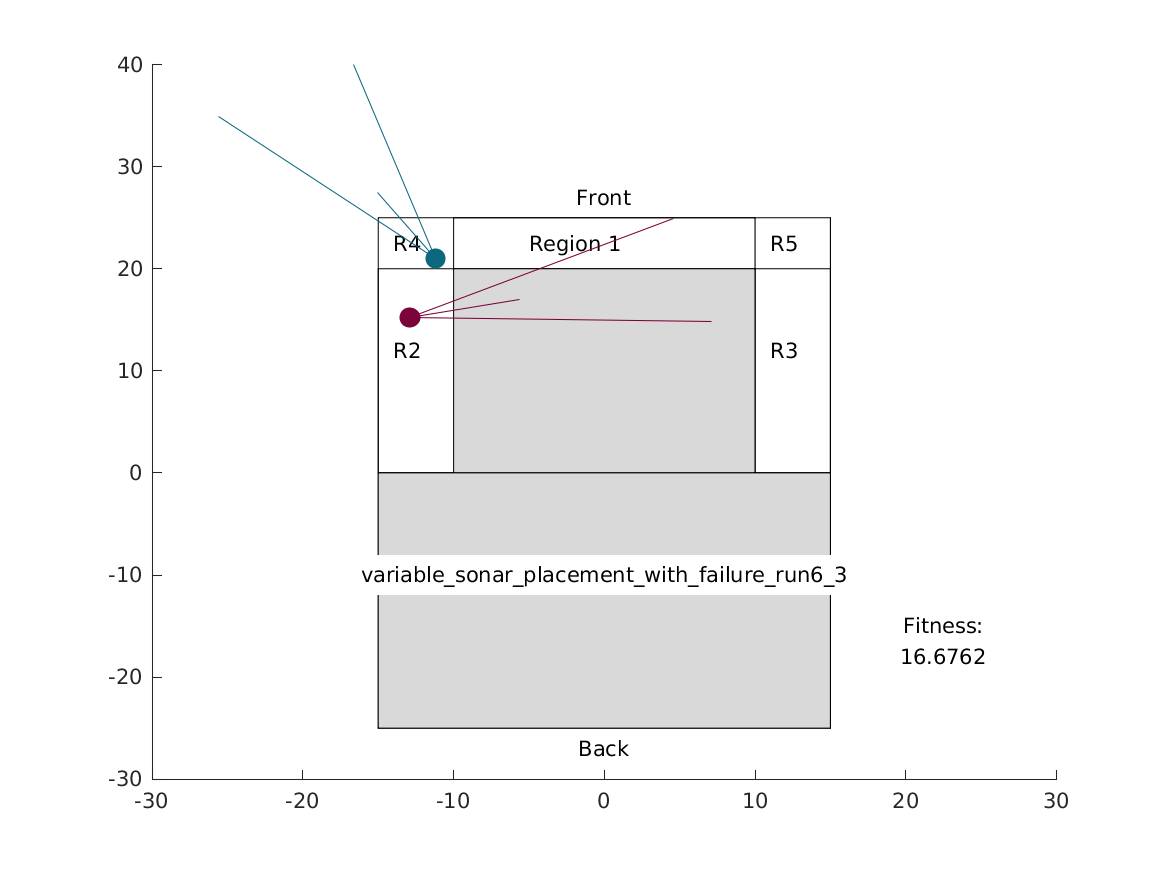 40
30
Front
R4
Region 1
R5
20
R2
R3
10
0
-10
variable_sonar_placement_with_failure_run6_3
Fitness:
16.6762
-20
Back
-30
-30
-20
-10
0
10
20
30